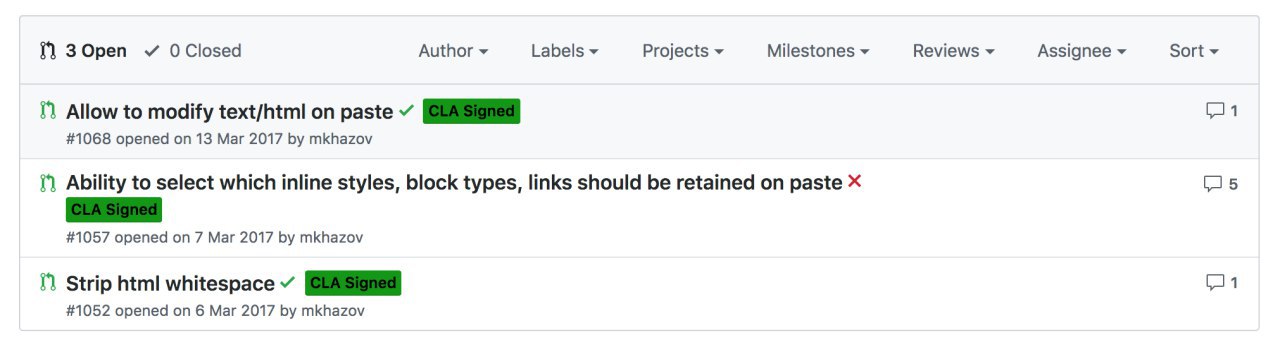 3 Open 0 Closed Author Labels Projects Milestones Reviews Assignee Sort
Allow to modify text/html on paste CLA Signed 1
#1068 opened on 13 Mar 2017 by mkhazov
Ability to select which inline styles, block types, links should be retained on paste 5
CLA Signed
#1057 opened on 7 Mar 2017 by mkhazov
Strip html whitespace CLA Signed 1
#1052 opened on 6 Mar 2017 by mkhazov